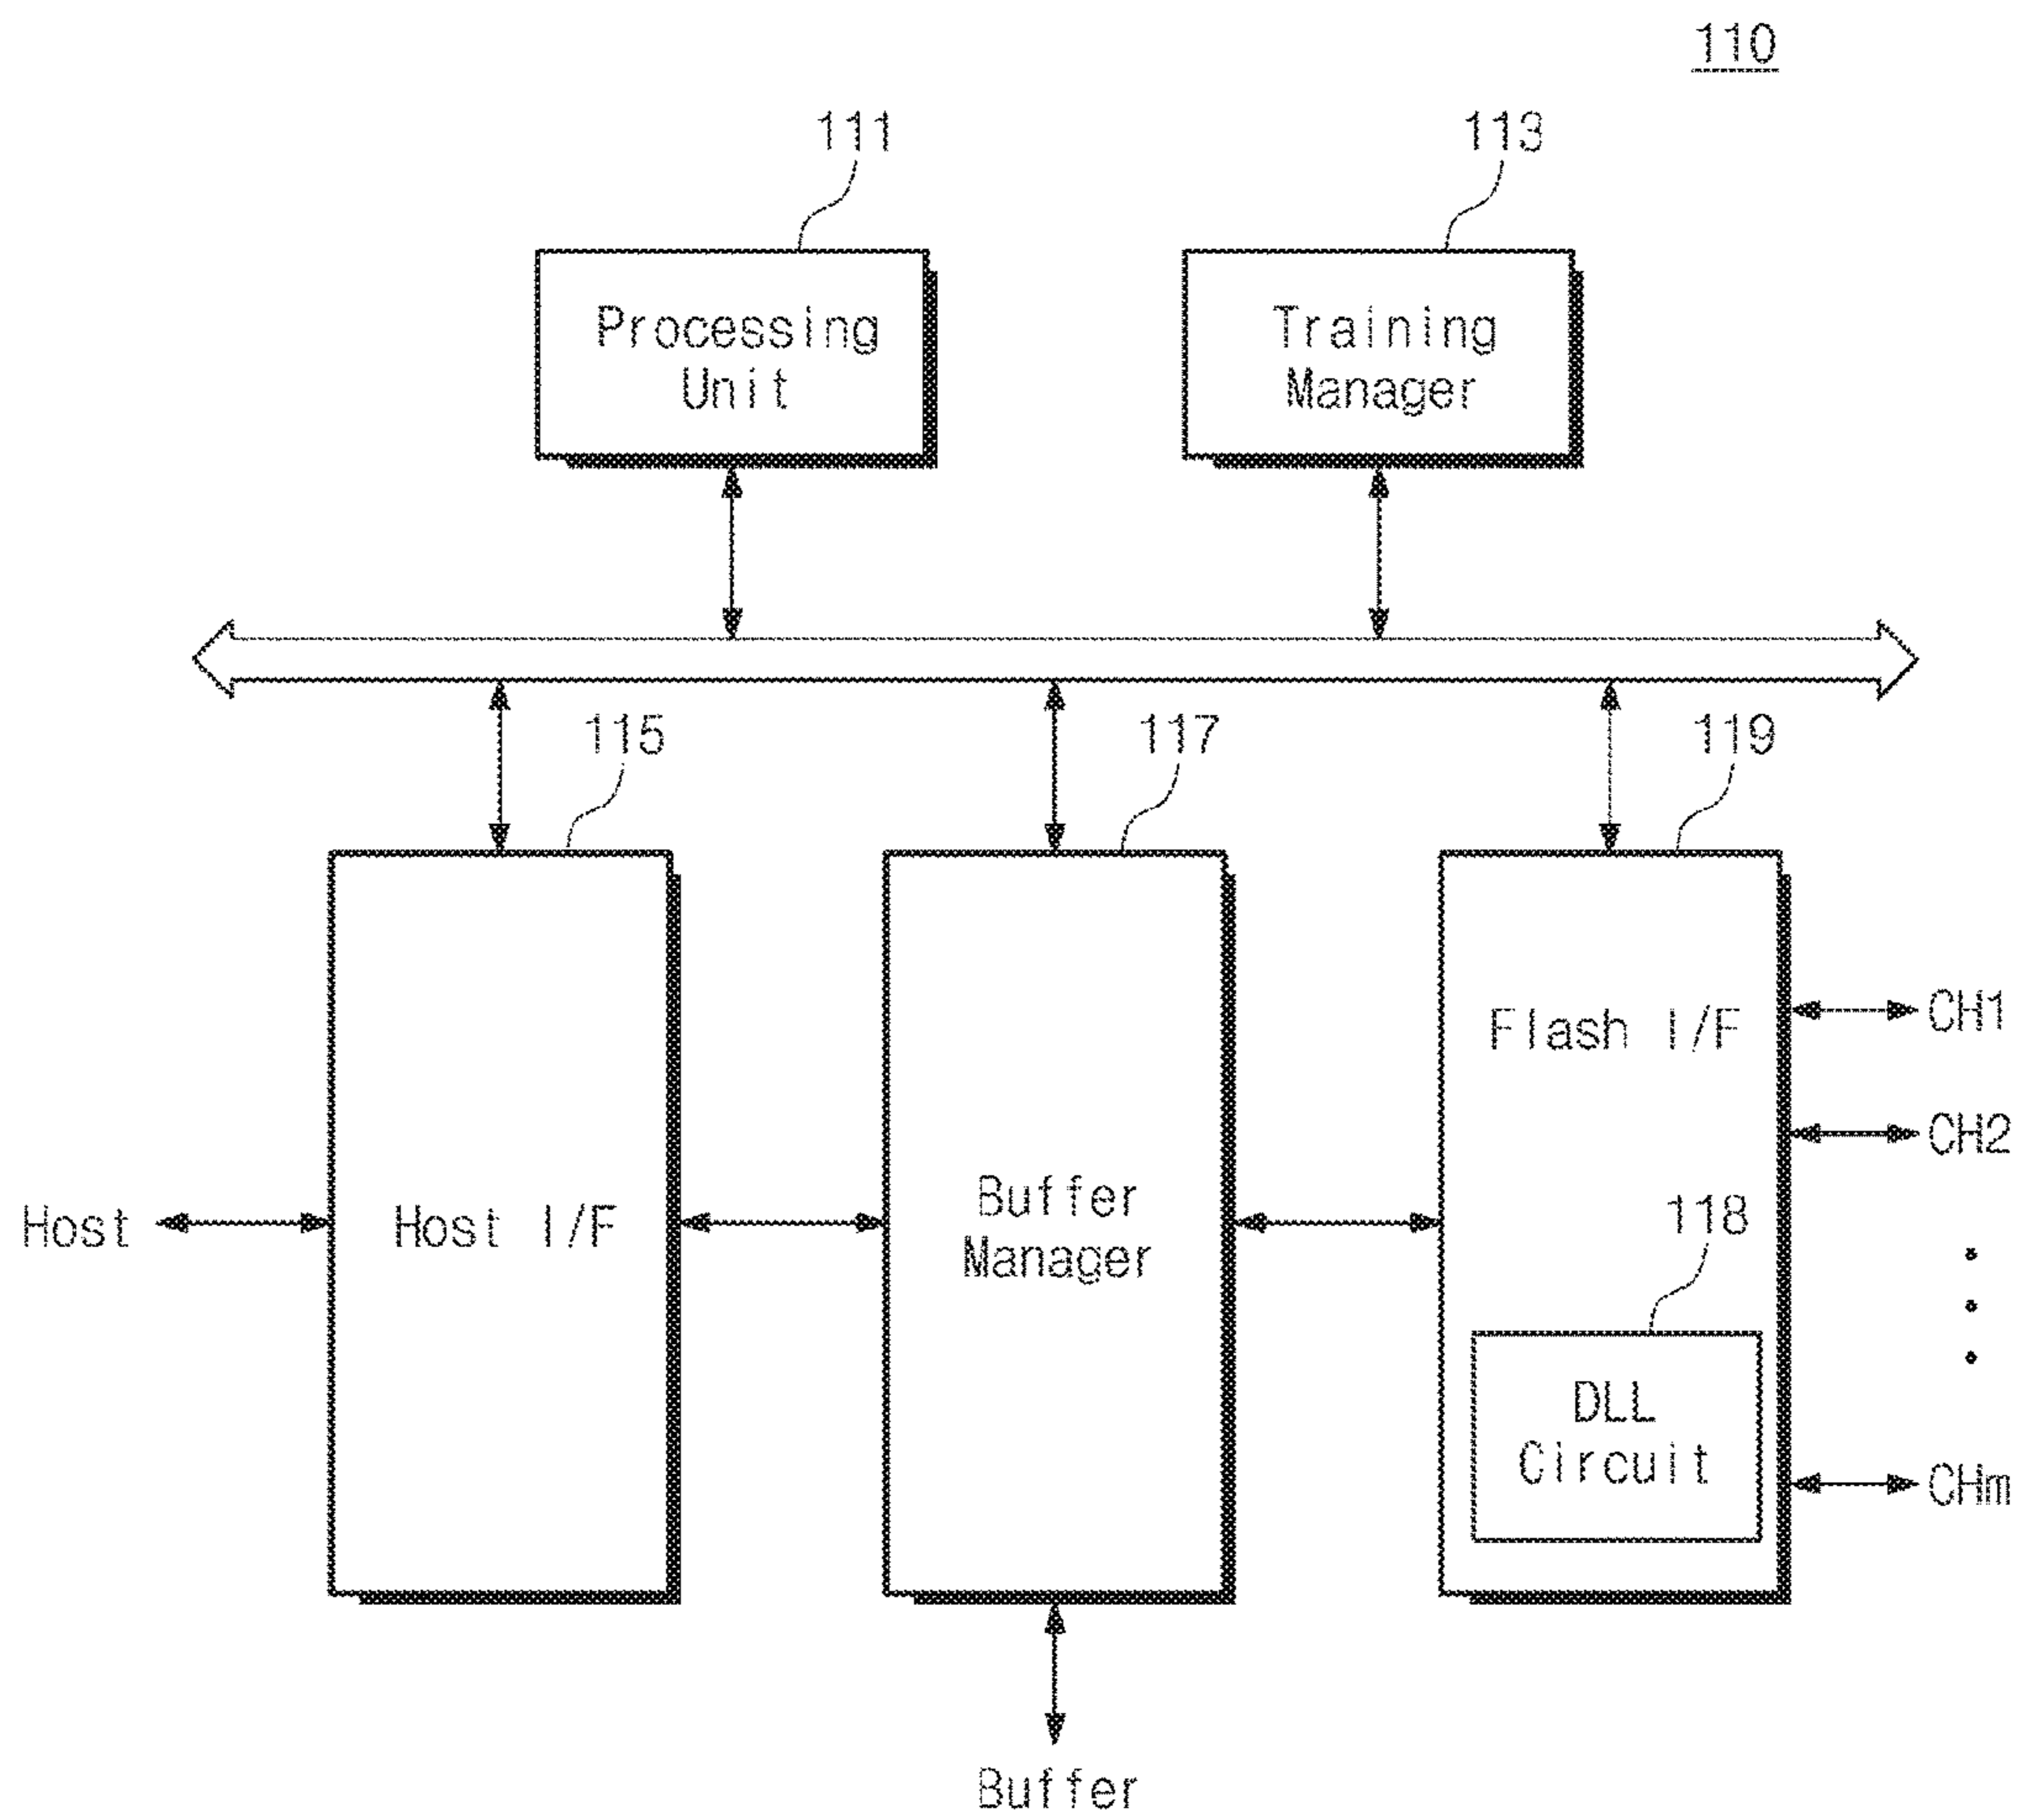 110
111
113
Processing
Unit
Training
Manager
115
117
119
Flash I/F
CH1
CH2
Host
Host I/F
Buffer
Manager
118
DLL
Circuit
CHm
Buffer